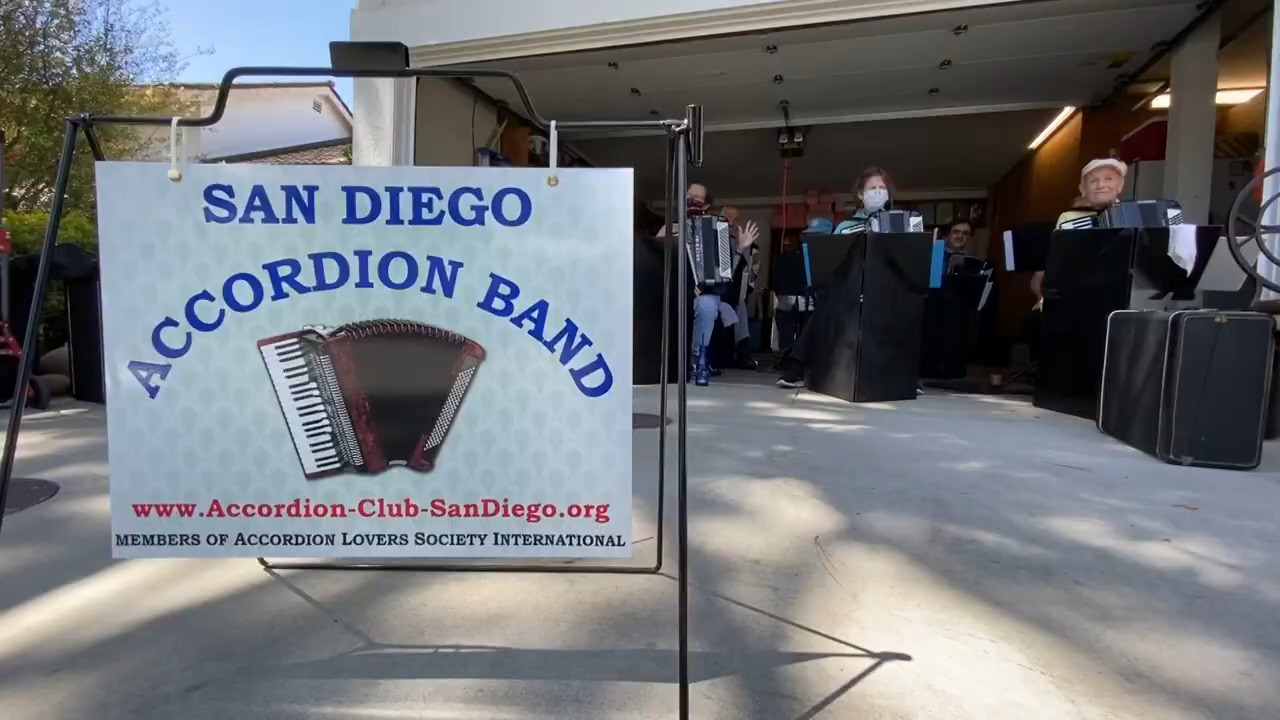 SAN DIEGO
ACCORDION BAND
www.Accordion-Club-SanDiego.org
MEMBERS OF ACCORDION LOVERS SOCIETY INTERNATIONAL